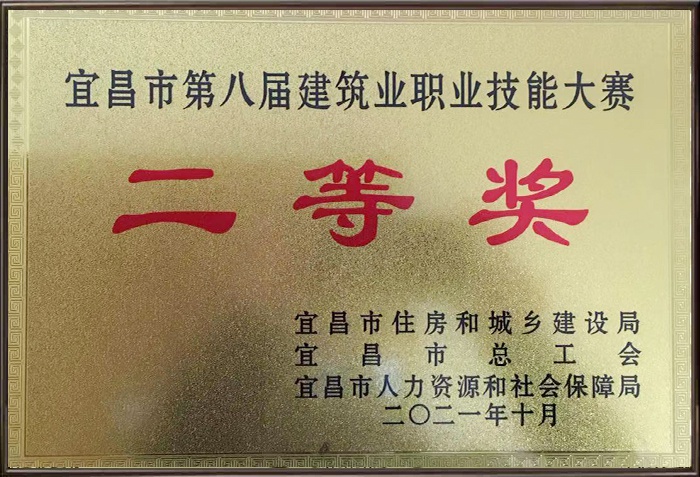 宜昌市第八届建筑业职业技能大赛
二等奖
宜昌市住房和城乡建设局
宜昌市总工会
宜昌市人力资源和社会保障局
二〇二一年十月